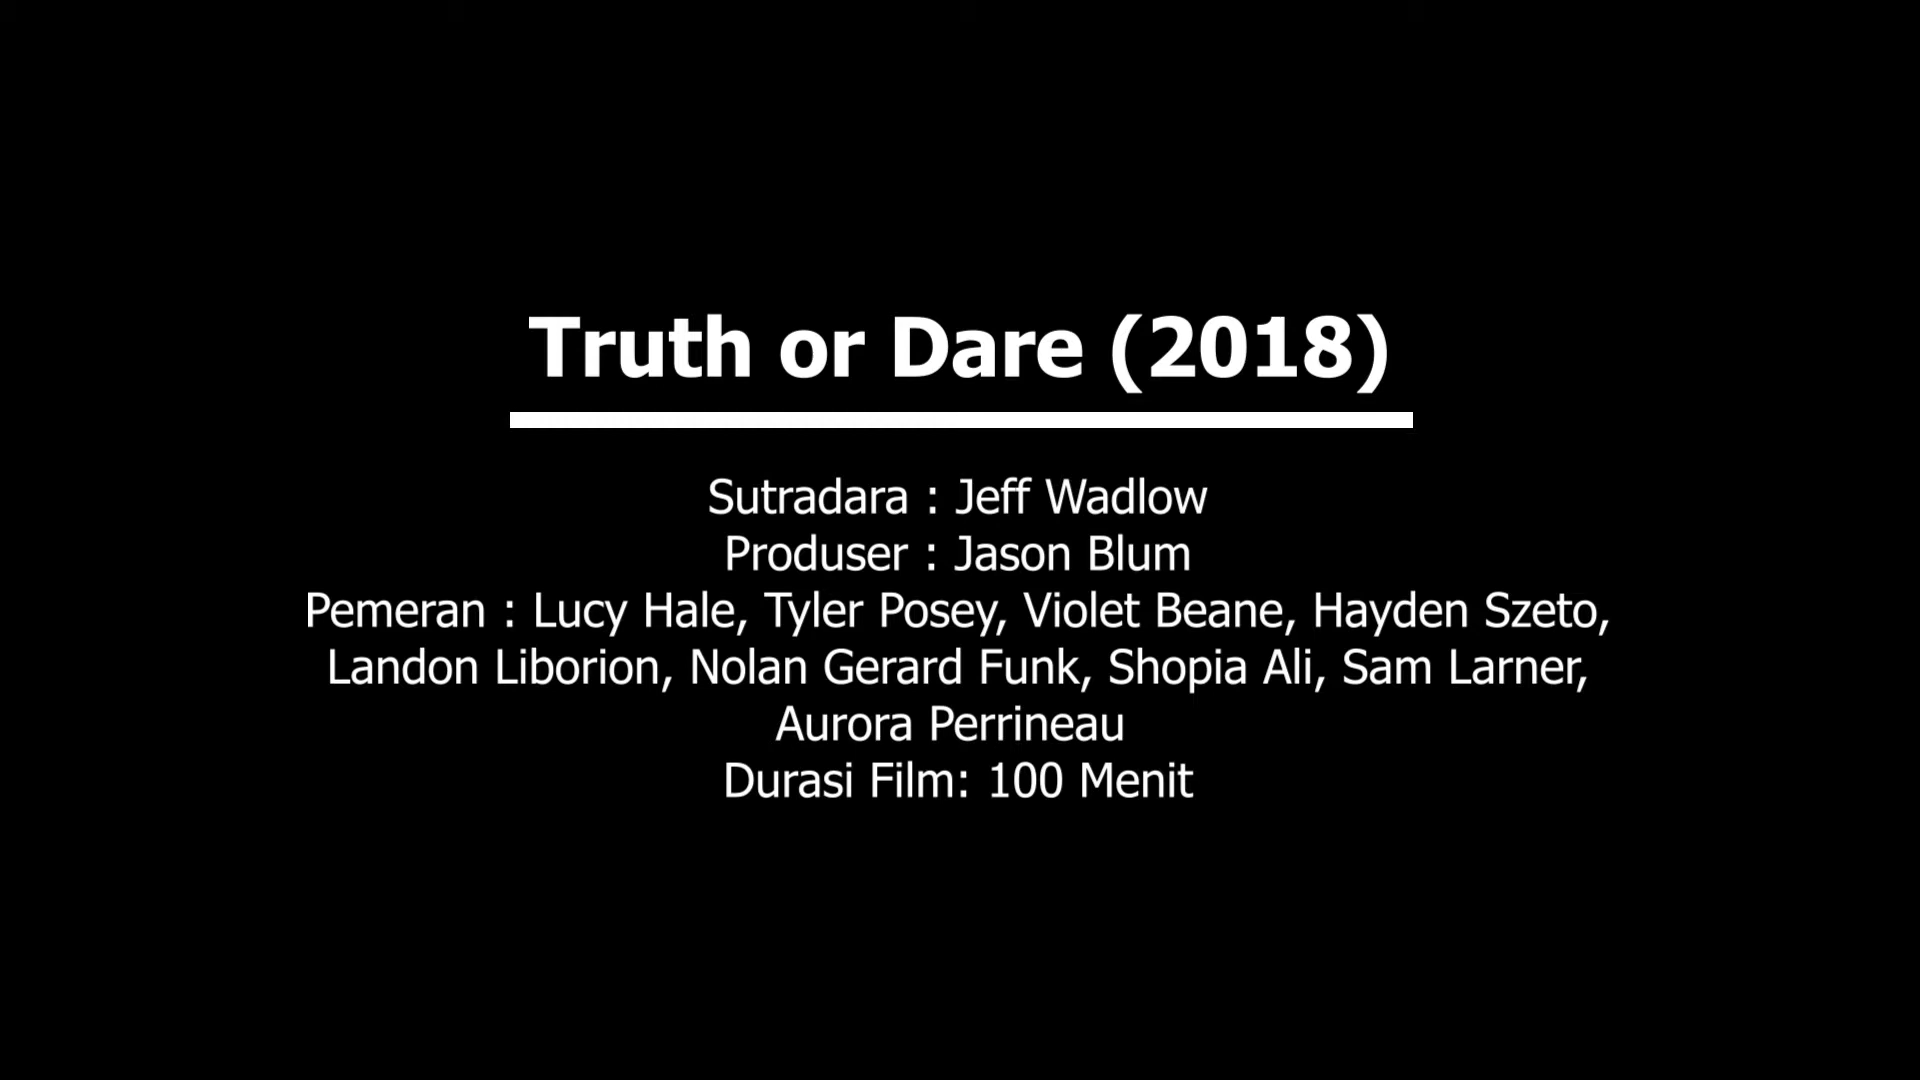 Truth or Dare (2018)
Sutradara : Jeff Wadlow
Produser : Jason Blum
Pemeran : Lucy Hale, Tyler Posey, Violet Beane, Hayden Szeto,
Landon Liborion, Nolan Gerard Funk, Shopia Ali, Sam Larner,
Aurora Perrineau
Durasi Film: 100 Menit